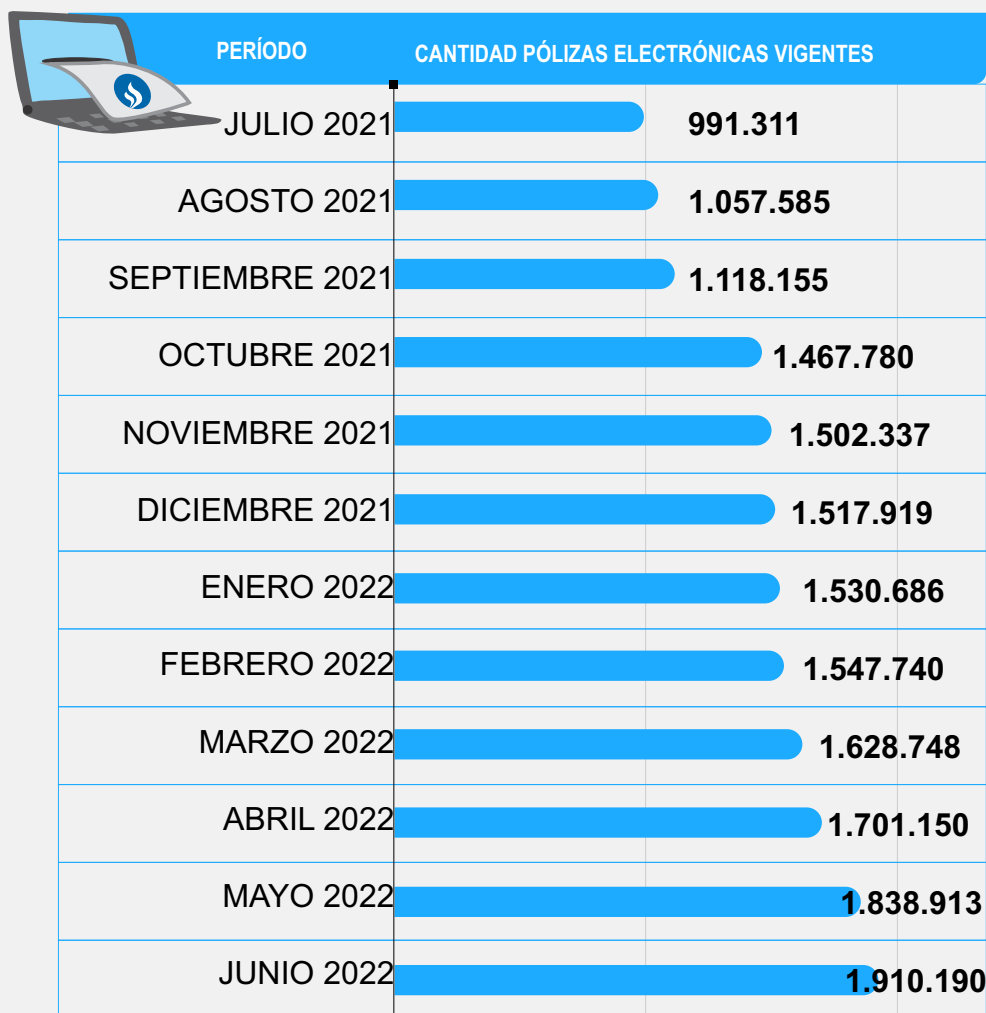 PERÍODO CANTIDAD PÓLIZAS ELECTRÓNICAS VIGENTES
JULIO 2021 991.311
AGOSTO 2021 1.057.585
SEPTIEMBRE 2021 1.118.155
OCTUBRE 2021 1.467.780
NOVIEMBRE 2021 1.502.337
DICIEMBRE 2021 1.517.919
ENERO 2022 1.530.686
FEBRERO 2022 1.547.740
MARZO 2022 1.628.748
ABRIL 2022 1.701.150
MAYO 2022 1.838.913
JUNIO 2022 1.910.190